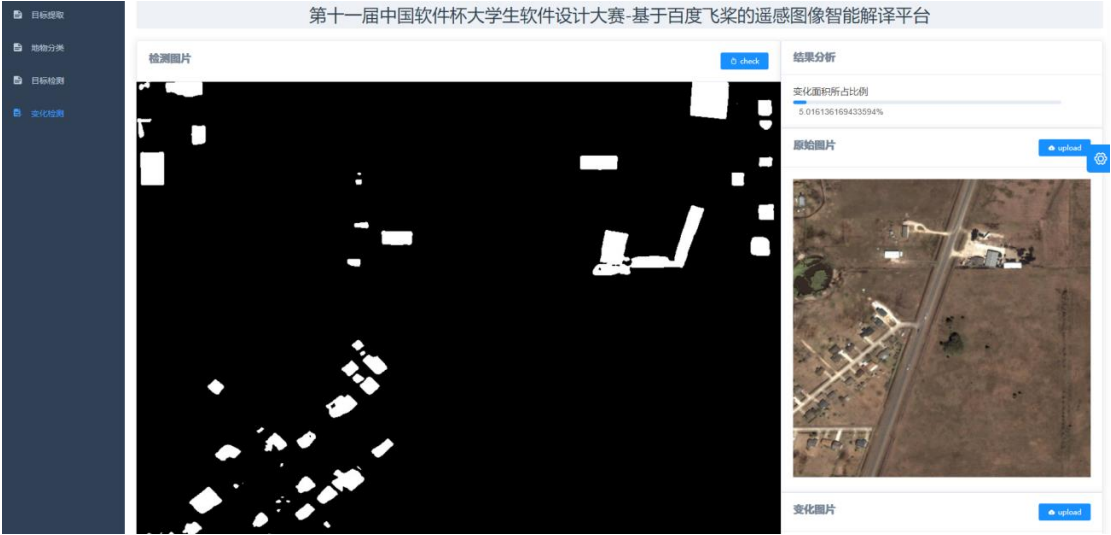 第十一届中国软件杯大学生软件设计大赛-基于百度飞桨的遥感图像智能解译平台
目标提取
地物分类
目标检测
变化检测
检测图片
check
结果分析
变化面积所占比例
5.016136169433594%
原始图片
upload
变化图片
upload